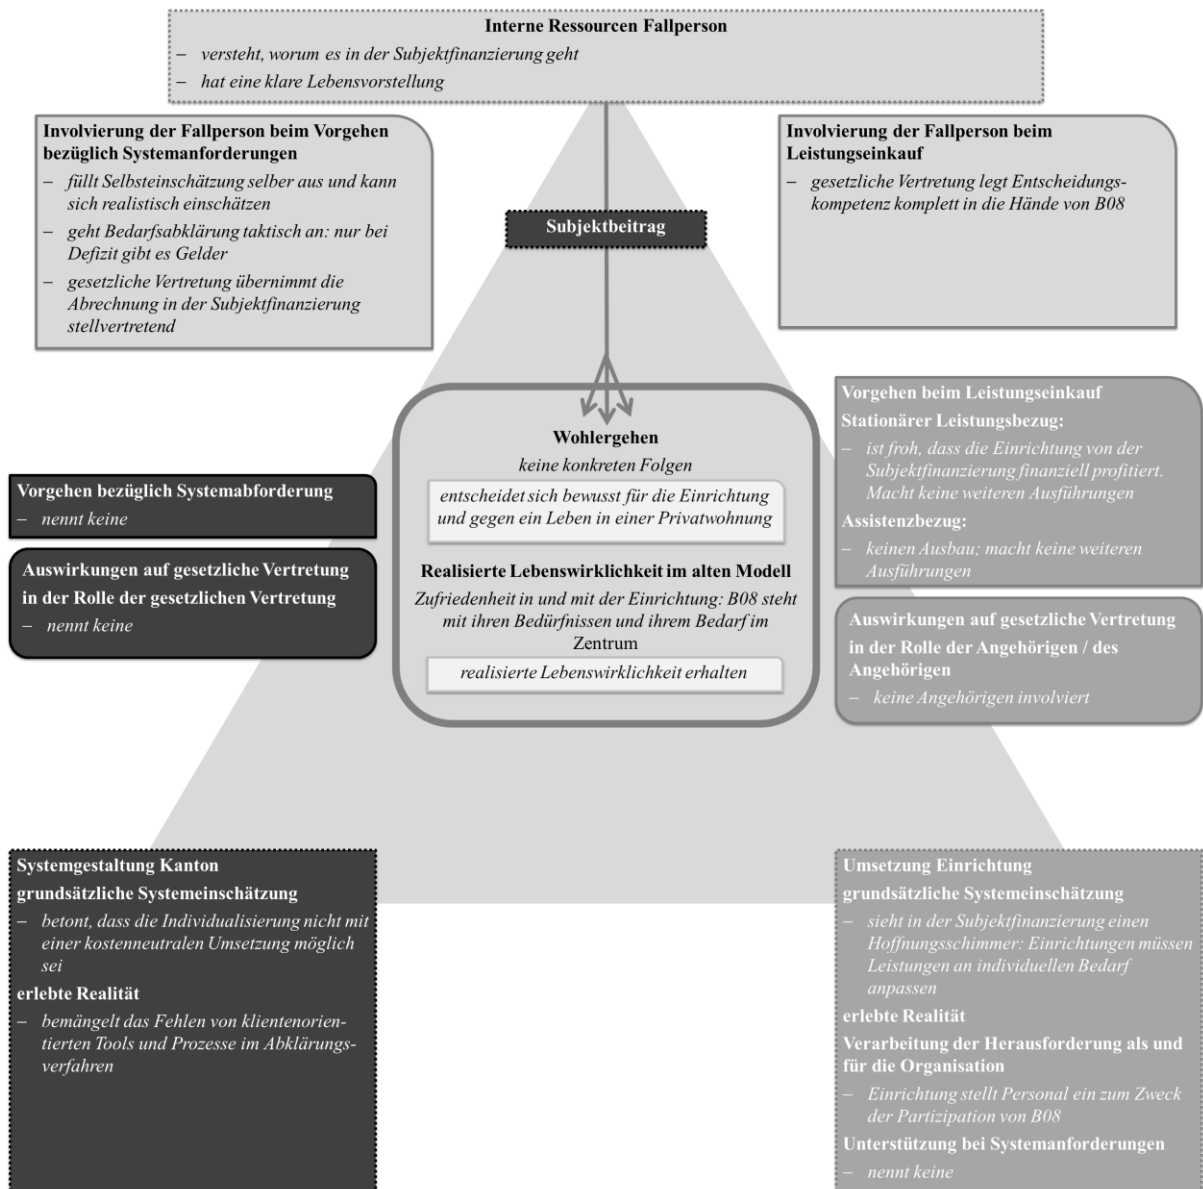 Interne Ressourcen Fallperson
– versteht, worum es in der Subjektfinanzierung geht
– hat eine klare Lebensvorstellung
Involvierung der Fallperson beim Vorgehen
bezüglich Systemanforderungen
– füllt Selbsteinschätzung selber aus und kann
sich realistisch einschätzen
– geht Bedarfsabklärung taktisch an: nur bei
Defizit gibt es Gelder
– gesetzliche Vertretung übernimmt die
Abrechnung in der Subjektfinanzierung
stellvertretend
Involvierung der Fallperson beim
Leistungseinkauf
– gesetzliche Vertretung legt Entscheidungs-
kompetenz komplett in die Hände von B08
Subjektbeitrag
Wohlergehen
keine konkreten Folgen
entscheidet sich bewusst für die Einrichtung
und gegen ein Leben in einer Privatwohnung
Realisierte Lebenswirklichkeit im alten Modell
Zufriedenheit in und mit der Einrichtung: B08 steht
mit ihren Bedürfnissen und ihrem Bedarf im
Zentrum
realisierte Lebenswirklichkeit erhalten
Vorgehen bezüglich Systemabforderung
– nennt keine
Auswirkungen auf gesetzliche Vertretung
in der Rolle der gesetzlichen Vertretung
– nennt keine
Vorgehen beim Leistungseinkauf
Stationärer Leistungsbezug:
– ist froh, dass die Einrichtung von der
Subjektfinanzierung finanziell profitiert.
Macht keine weiteren Ausführungen
Assistenzbezug:
– keinen Ausbau; macht keine weiteren
Ausführungen
Auswirkungen auf gesetzliche Vertretung
in der Rolle der Angehörigen / des
Angehörigen
– keine Angehörigen involviert
Systemgestaltung Kanton
grundsätzliche Systemeinschätzung
– betont, dass die Individualisierung nicht mit
einer kostenneutralen Umsetzung möglich
sei
erlebte Realität
– bemängelt das Fehlen von klientenorien-
tierten Tools und Prozesse im Abklärungs-
verfahren
Umsetzung Einrichtung
grundsätzliche Systemeinschätzung
– sieht in der Subjektfinanzierung einen
Hoffnungsschimmer: Einrichtungen müssen
Leistungen an individuellen Bedarf
anpassen
erlebte Realität
Verarbeitung der Herausforderung als und
für die Organisation
– Einrichtung stellt Personal ein zum Zweck
der Partizipation von B08
Unterstützung bei Systemanforderungen
– nennt keine